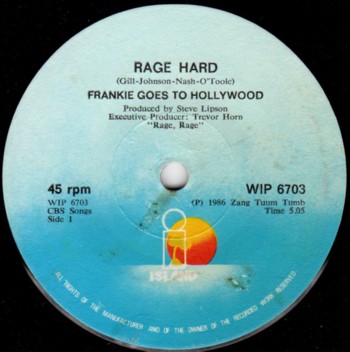 RAGE HARD
(Gill-Johnson-Nash-O'Toole)
FRANKIE GOES TO HOLLYWOOD
Produced by Steve Lipson
Executive Producer: Trevor Horn
"Rage, Rage"
45 rpm
WIP 6703
CBS Songs
Side 1
WIP 6703
(P) 1986 Zang Tuum Tumb
Time 5.05
ISLAND
ALL RIGHTS OF THE MANUFACTURER AND OF THE OWNER OF THE RECORDED WORK RESERVED